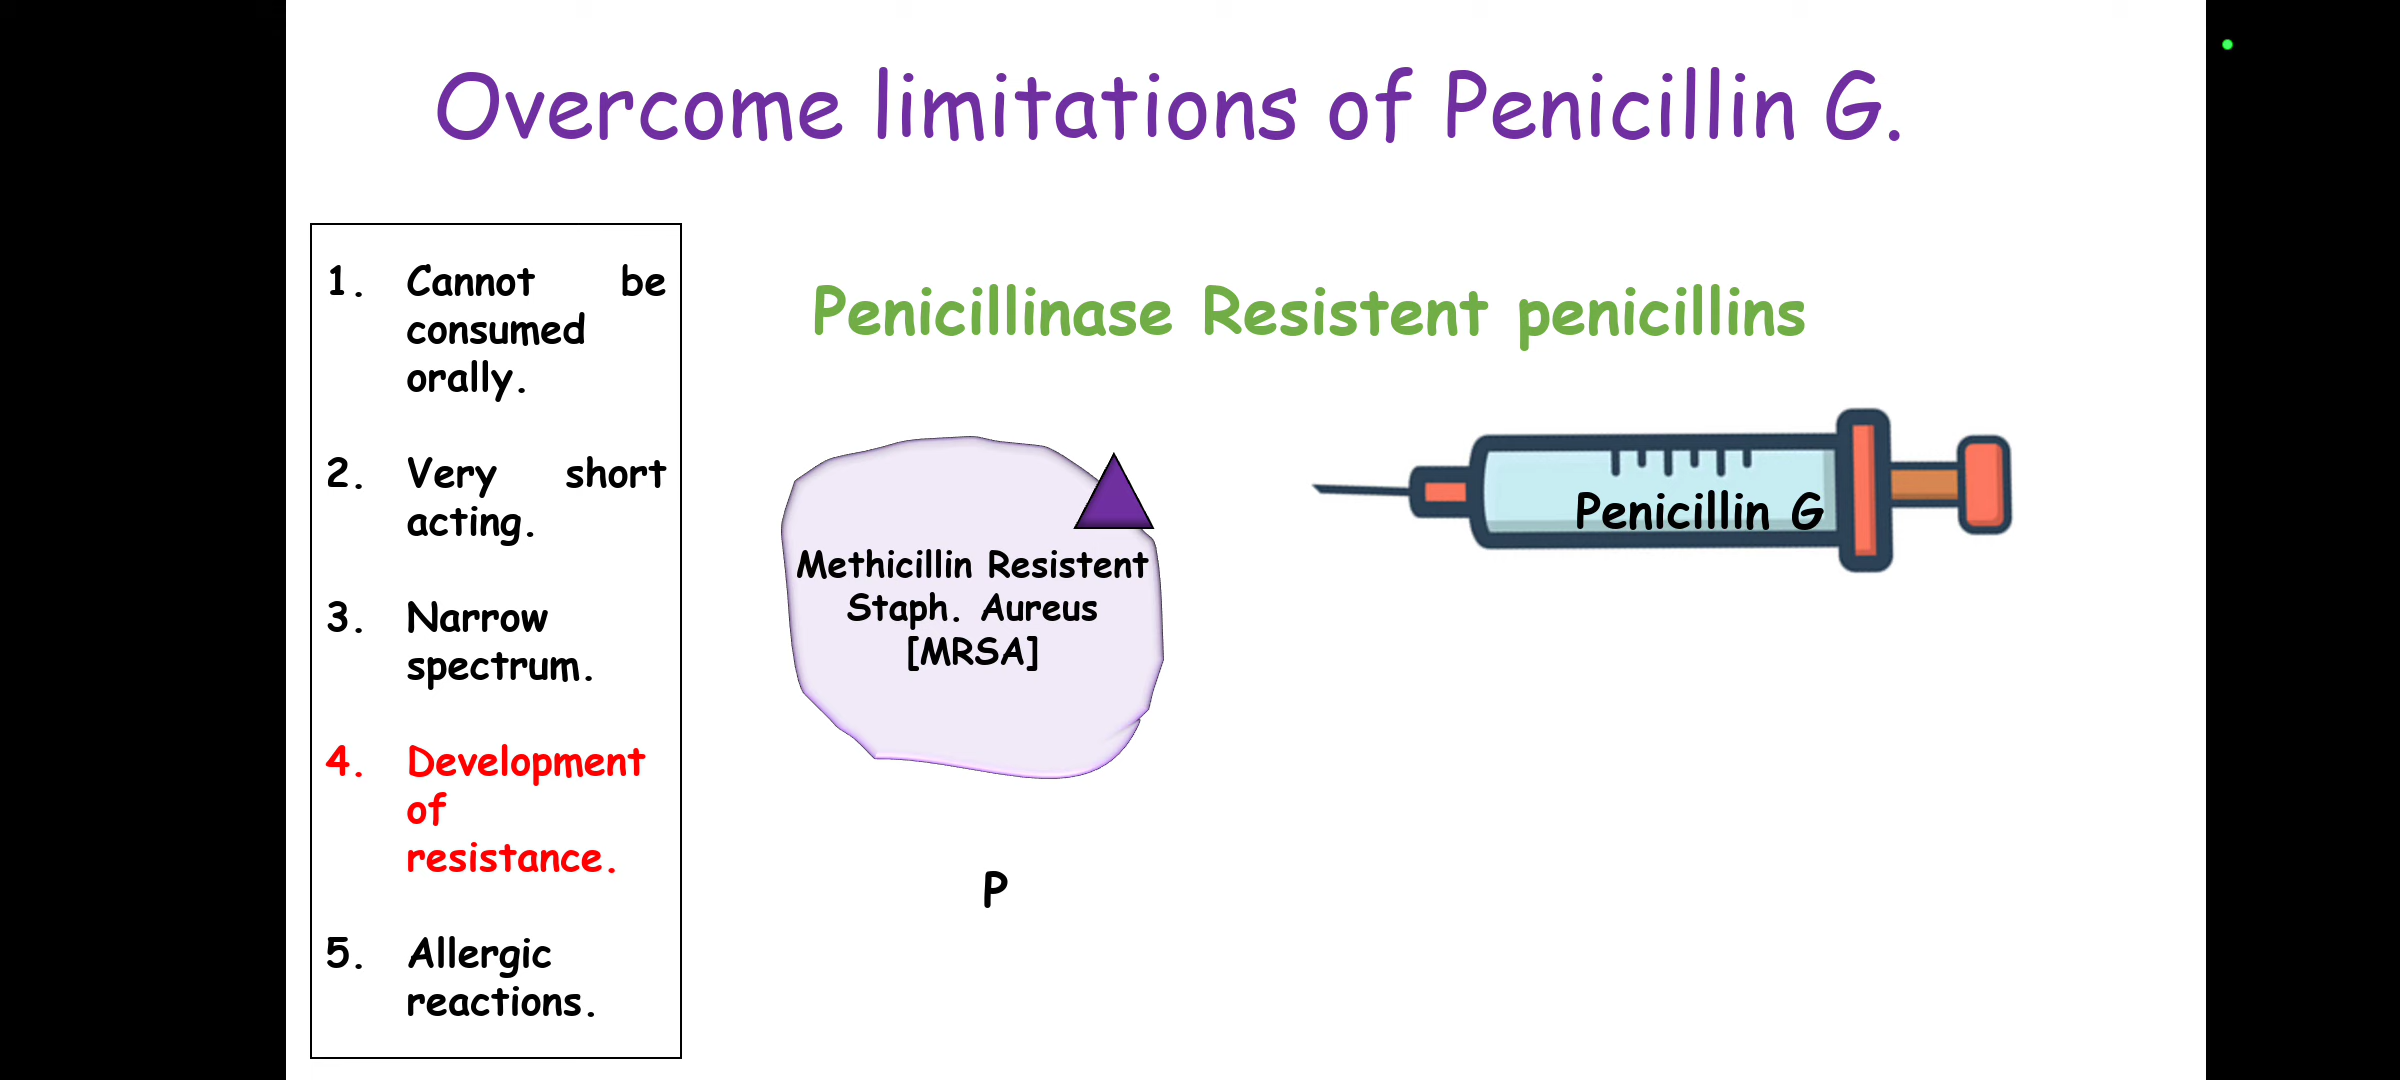 Overcome limitations of Penicillin G.
1. Cannot be
consumed
orally.
2. Very short
acting.
3. Narrow
spectrum.
4. Development
of
resistance.
5. Allergic
reactions.
Penicillinase Resistent penicillins
Methicillin Resistent
Staph. Aureus
[MRSA]
Penicillin G
P